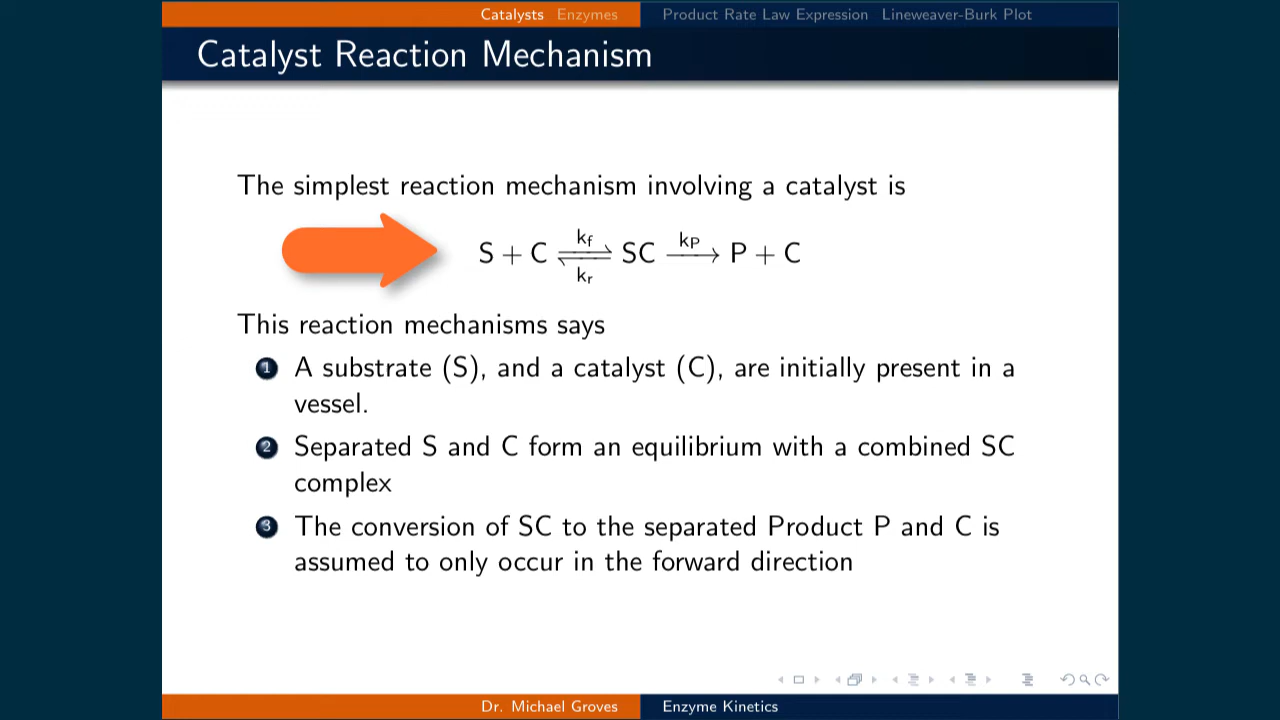 Catalysts Enzymes Product Rate Law Expression Lineweaver-Burk Plot
Catalyst Reaction Mechanism
The simplest reaction mechanism involving a catalyst is
S + C ⇌ SC → P + C
kf
kP
kr
This reaction mechanisms says
1 A substrate (S), and a catalyst (C), are initially present in a
vessel.
2 Separated S and C form an equilibrium with a combined SC
complex
3 The conversion of SC to the separated Product P and C is
assumed to only occur in the forward direction
Dr. Michael Groves Enzyme Kinetics